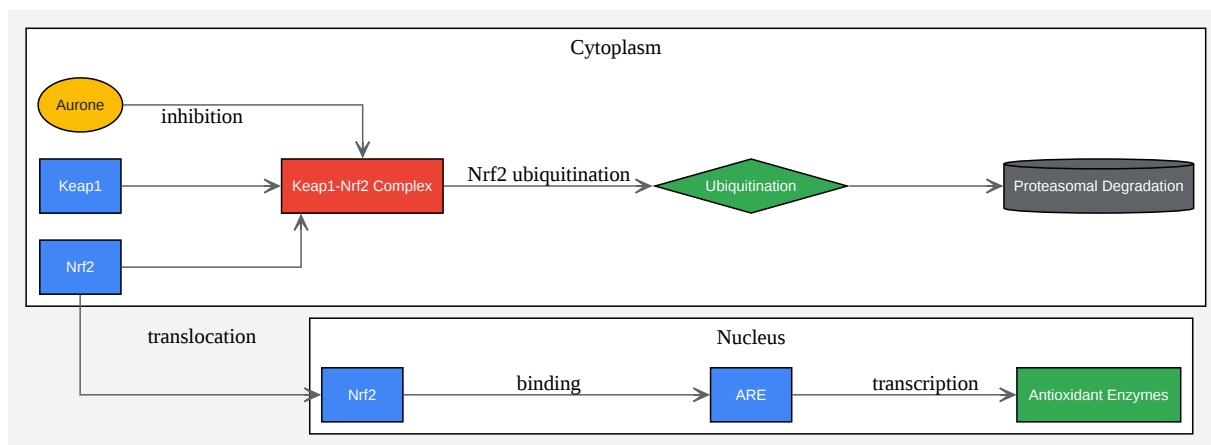 Cytoplasm
Aurone
inhibition
Keap1
Keap1-Nrf2 Complex
Nrf2 ubiquitination
Ubiquitination
Proteasomal Degradation
Nrf2
translocation
Nucleus
Nrf2
binding
ARE
transcription
Antioxidant Enzymes